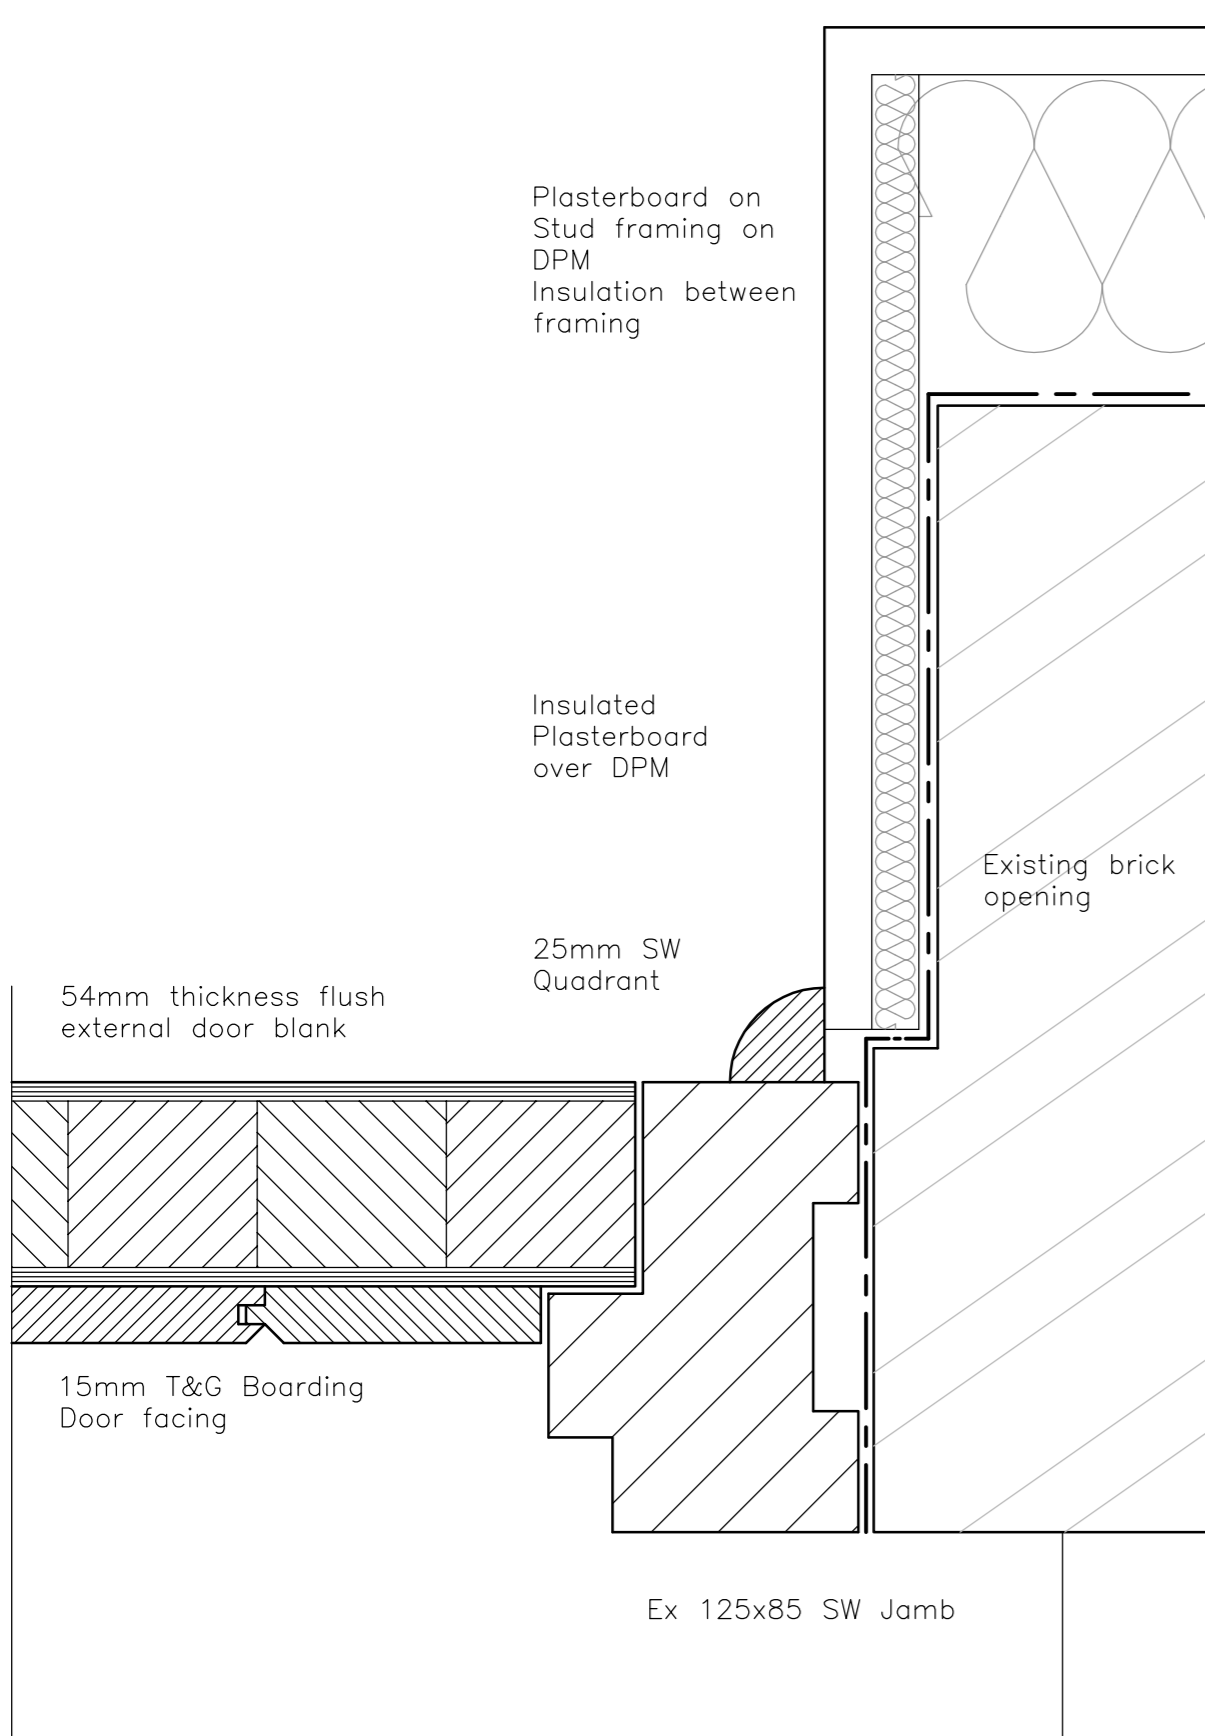 Plasterboard on
Stud framing on
DPM
Insulation between
framing
Insulated
Plasterboard
over DPM
Existing brick
opening
25mm SW
Quadrant
54mm thickness flush
external door blank
15mm T&G Boarding
Door facing
Ex 125x85 SW Jamb